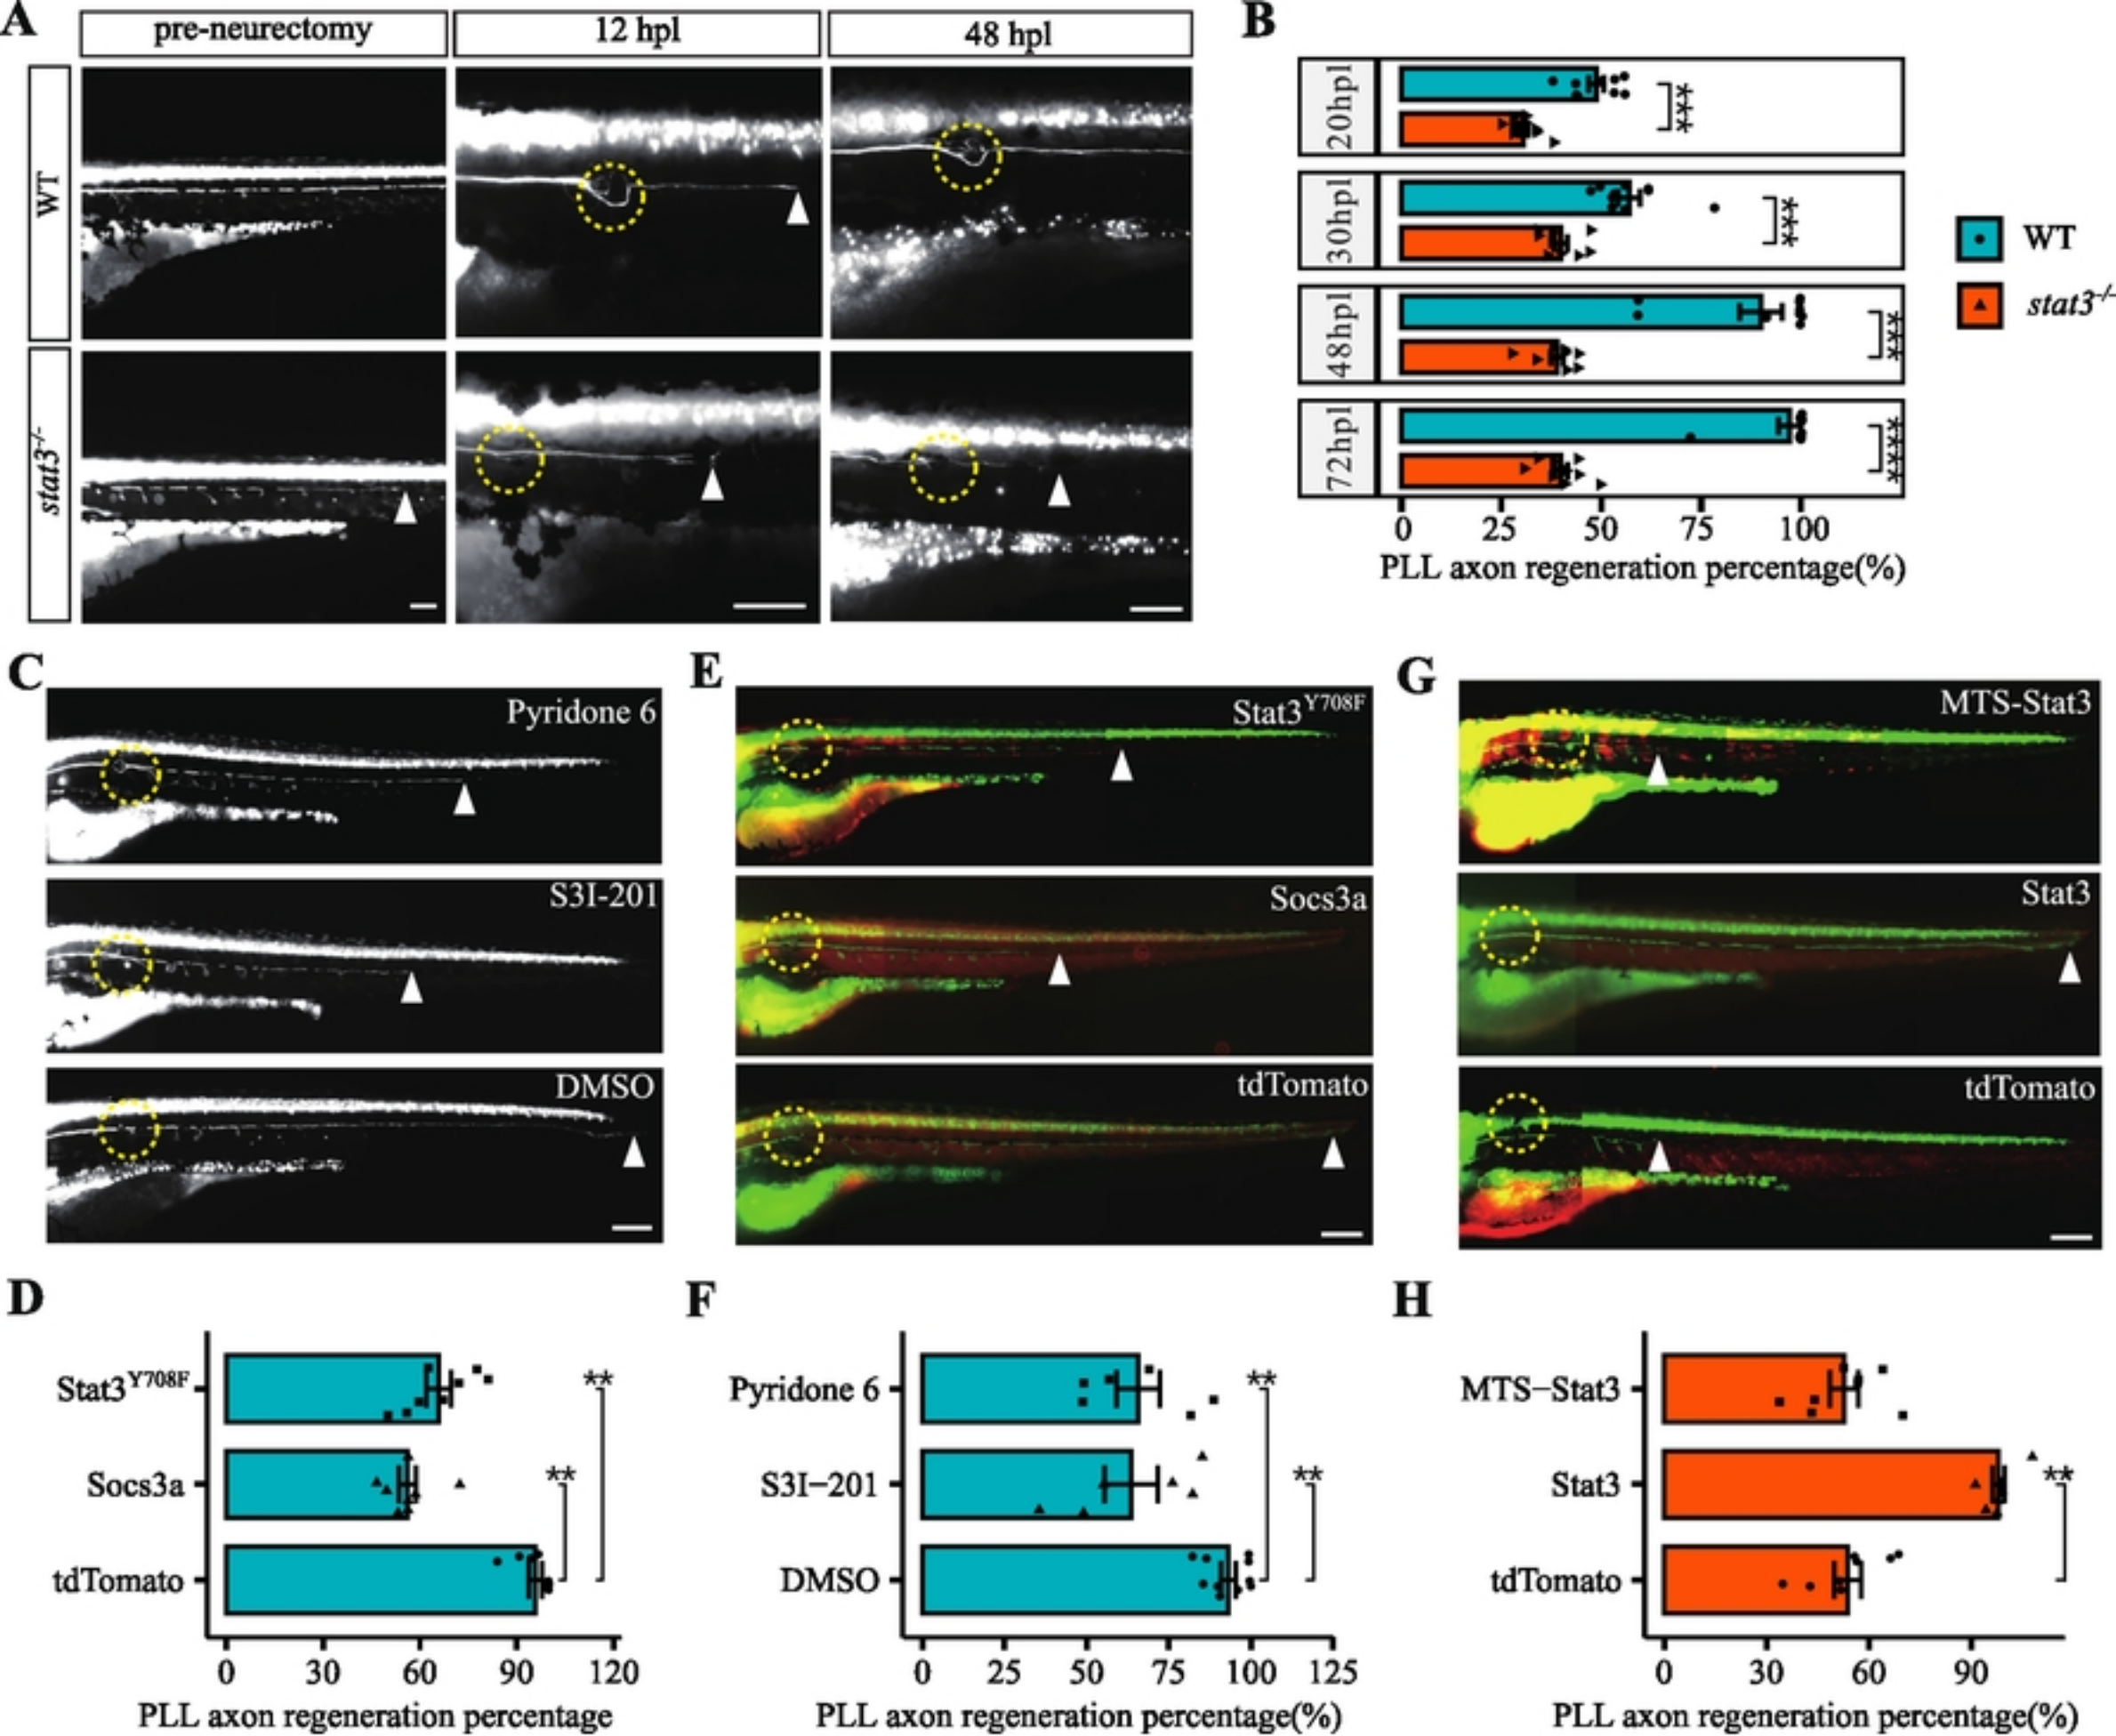 A
pre-neurectomy
12 hpl
48 hpl
WT
stat3-/-
B
20hpl
***
30hpl
***
48hpl
***
72hpl
****
0 25 50 75 100
PLL axon regeneration percentage(%)
WT
stat3-/-
C
Pyridone 6
S3I-201
DMSO
E
Stat3Y708F
Socs3a
tdTomato
G
MTS-Stat3
Stat3
tdTomato
D
Stat3Y708F
**
Socs3a
**
tdTomato
0 30 60 90 120
PLL axon regeneration percentage
F
Pyridone 6
**
S3I−201
**
DMSO
0 25 50 75 100 125
PLL axon regeneration percentage(%)
H
MTS−Stat3
Stat3
**
tdTomato
0 30 60 90
PLL axon regeneration percentage(%)